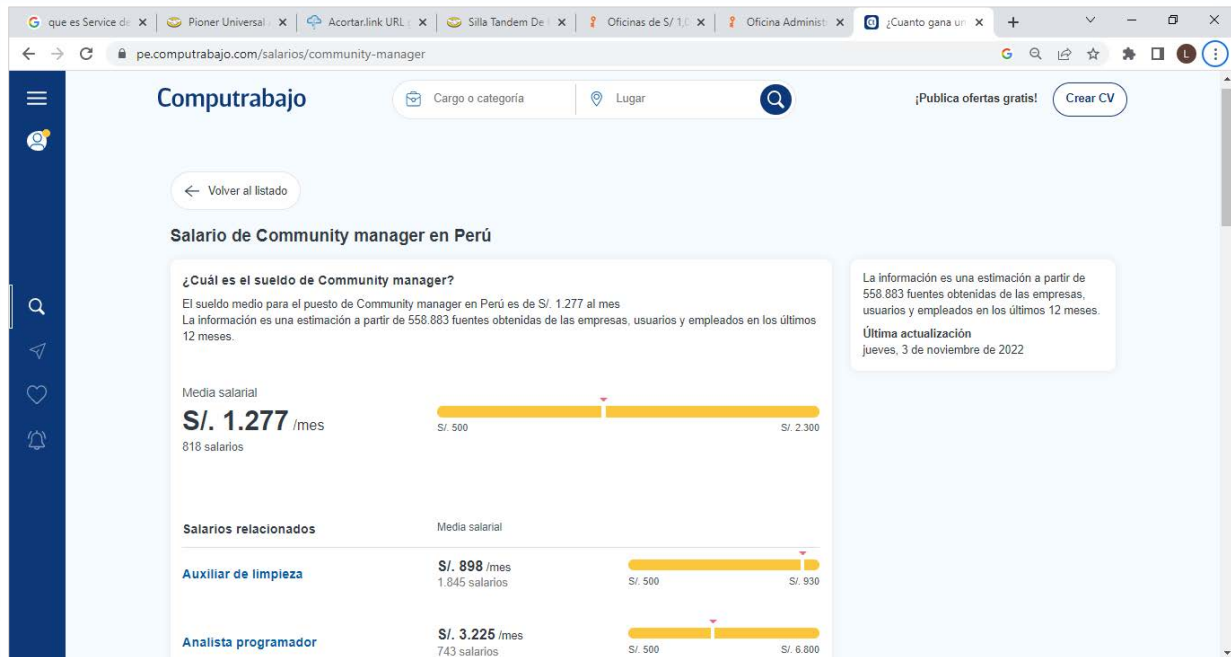 que es Service de
Pioner Universal
Acortar.link URL
Silla Tandem De
Oficinas de S/ 1,0
Oficina Administ
¿Cuanto gana un
pe.computrabajo.com/salarios/community-manager
L
Computrabajo
Cargo o categoría
Lugar
¡Publica ofertas gratis!
Crear CV
Volver al listado
Salario de Community manager en Perú
¿Cuál es el sueldo de Community manager?
El sueldo medio para el puesto de Community manager en Perú es de S/. 1.277 al mes
La información es una estimación a partir de 558.883 fuentes obtenidas de las empresas, usuarios y empleados en los últimos
12 meses.
Media salarial
S/. 1.277 /mes
818 salarios
S/. 500
S/. 2.300
La información es una estimación a partir de
558.883 fuentes obtenidas de las empresas,
usuarios y empleados en los últimos 12 meses.
Última actualización
jueves, 3 de noviembre de 2022
Salarios relacionados
Media salarial
Auxiliar de limpieza
S/. 898 /mes
1.845 salarios
S/. 500
S/. 930
Analista programador
S/. 3.225 /mes
743 salarios
S/. 500
S/. 6.800